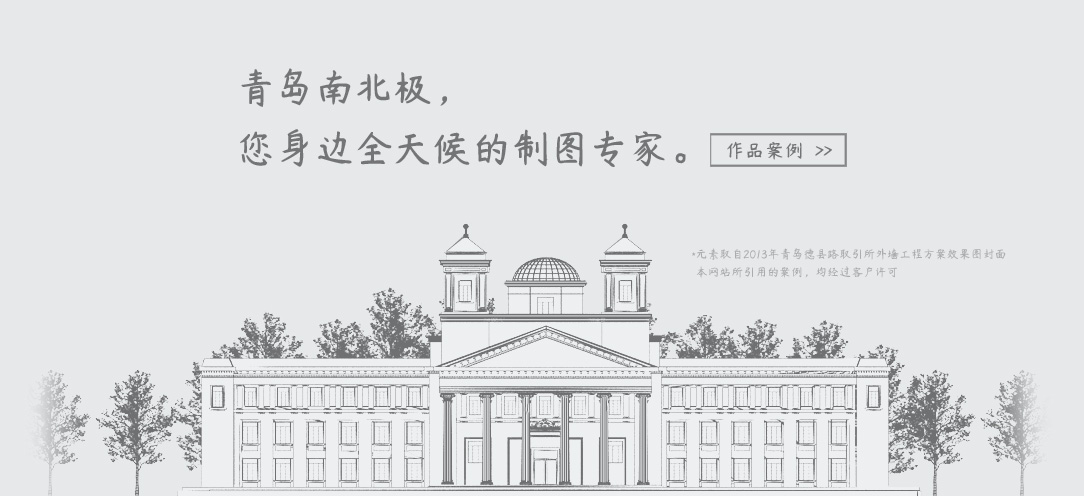 青岛南北极，
您身边全天候的制图专家。
作品案例 >>
*元素取自2013年青岛德县路取引所外墙工程方案效果图封面
本网站所引用的案例，均经过客户许可